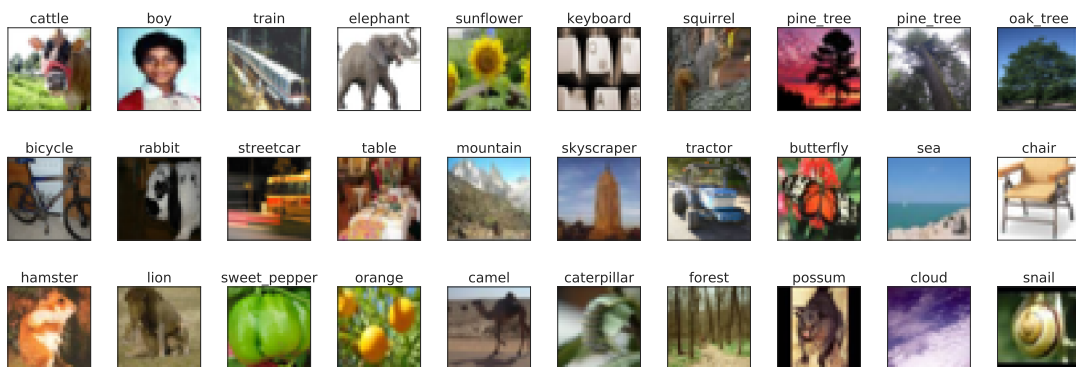 cattle boy train elephant sunflower keyboard squirrel pine_tree pine_tree oak_tree
bicycle rabbit streetcar table mountain skyscraper tractor butterfly sea chair
hamster lion sweet_pepper orange camel caterpillar forest possum cloud snail